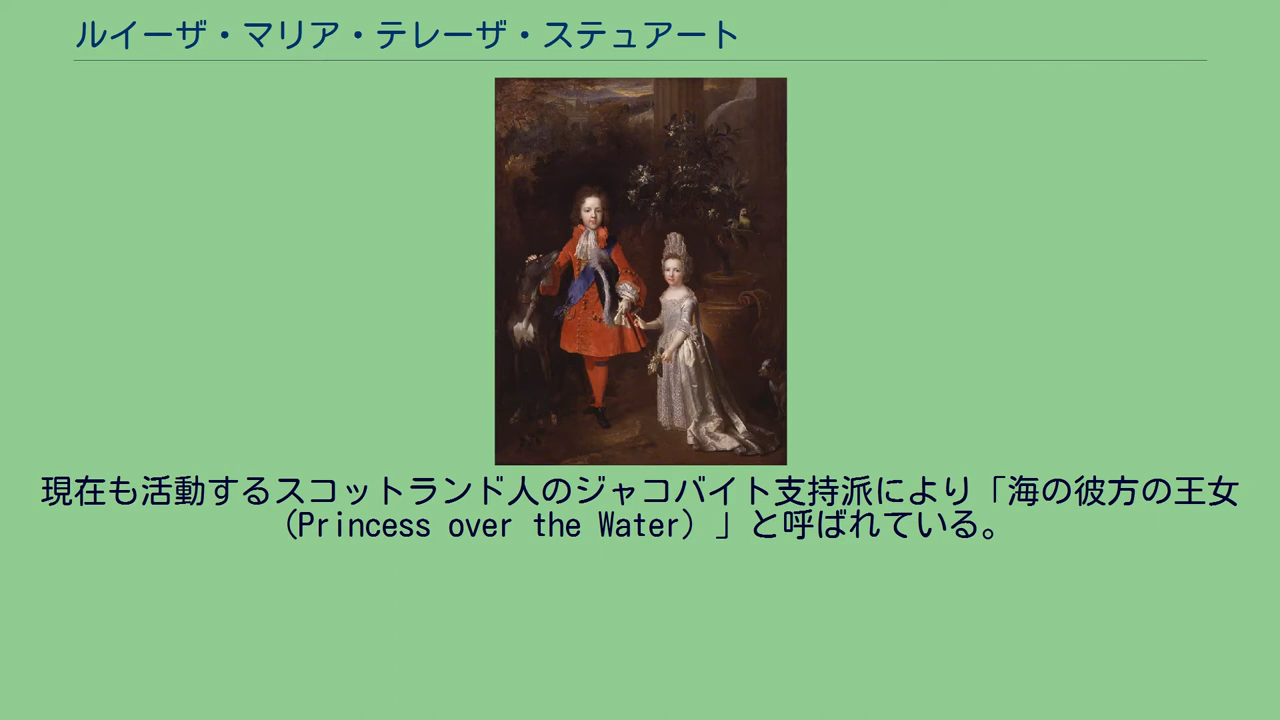 ルイーザ・マリア・テレーザ・ステュアート
現在も活動するスコットランド人のジャコバイト支持派により「海の彼方の王女
(Princess over the Water)」と呼ばれている。